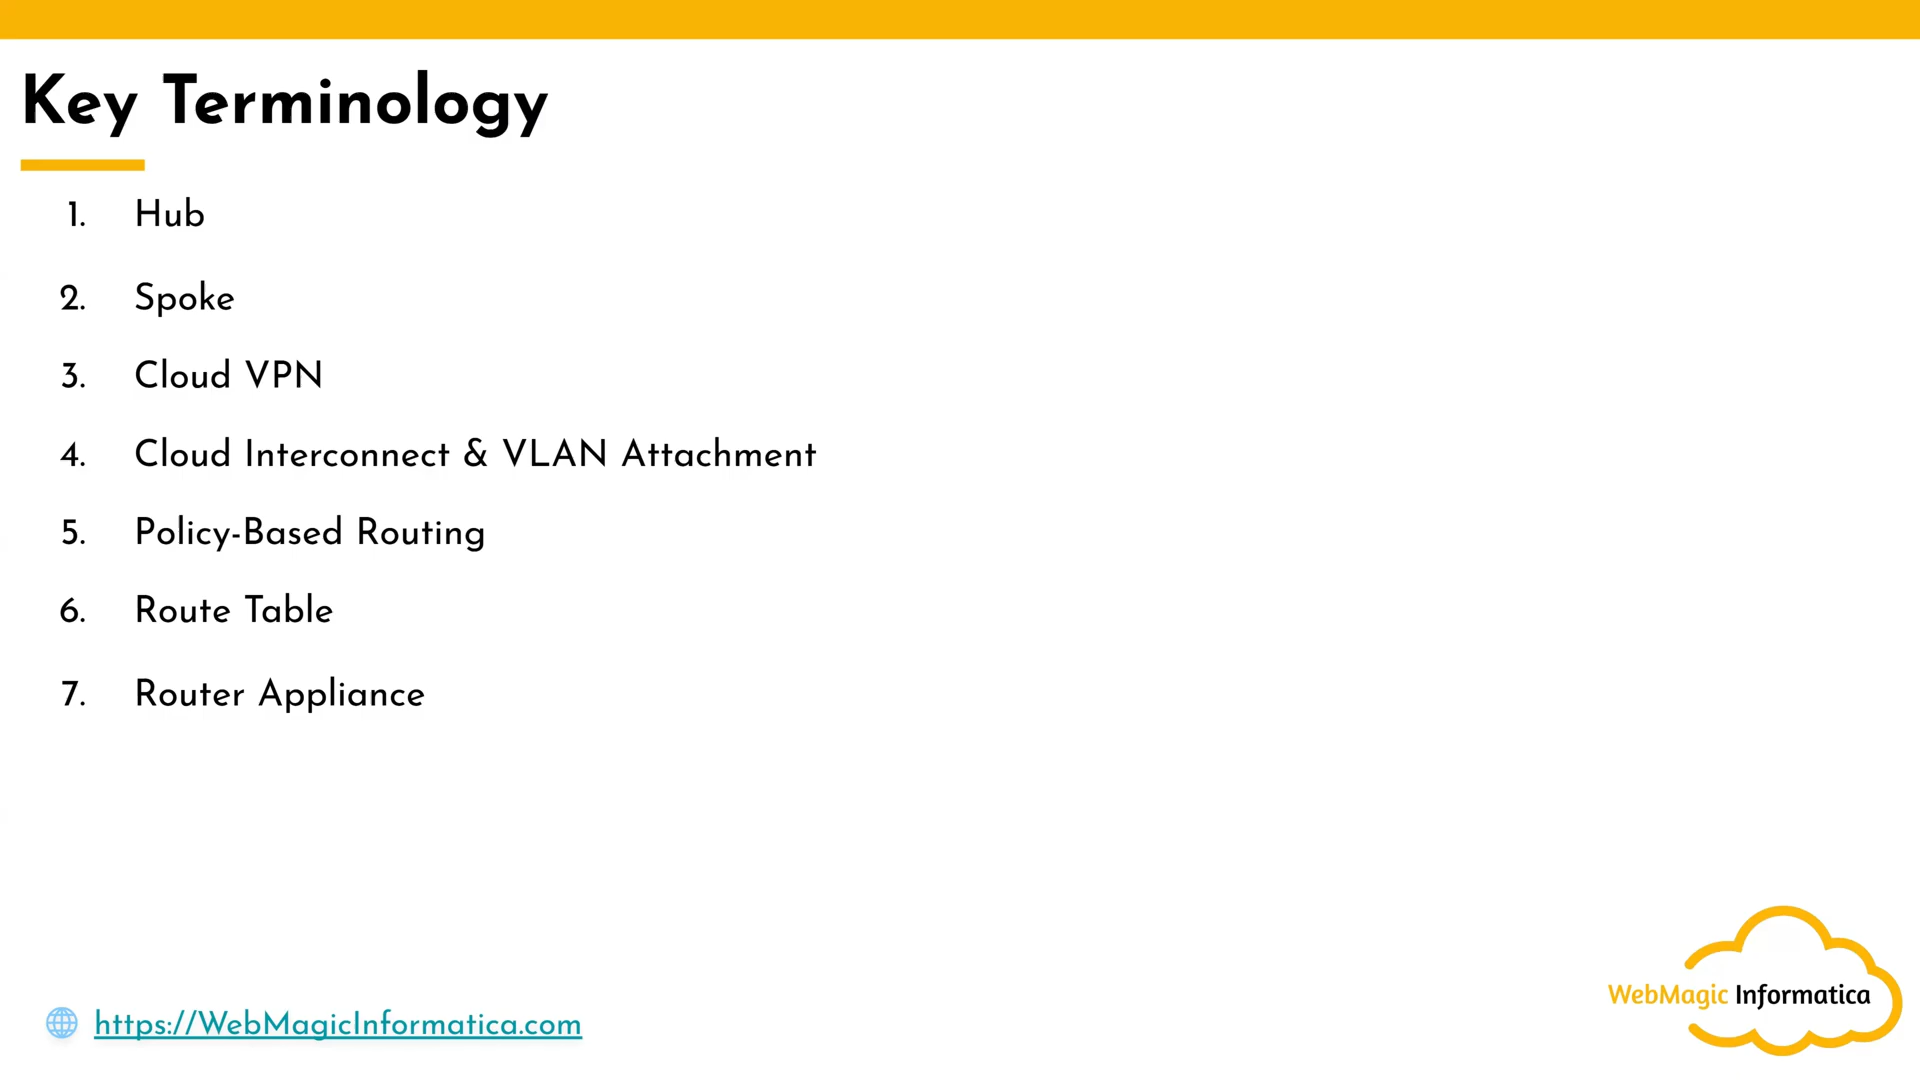 Key Terminology
1. Hub
2. Spoke
3. Cloud VPN
4. Cloud Interconnect & VLAN Attachment
5. Policy-Based Routing
6. Route Table
7. Router Appliance
https://WebMagicInformatica.com
WebMagic Informatica